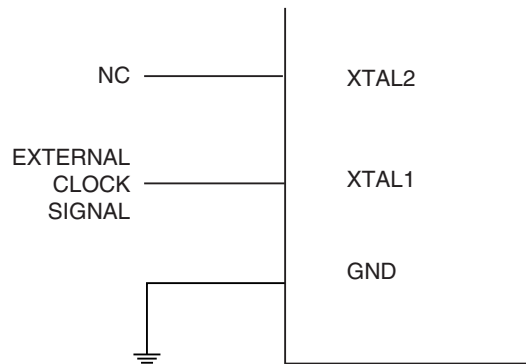 NC
XTAL2
EXTERNAL
CLOCK
SIGNAL
XTAL1
GND